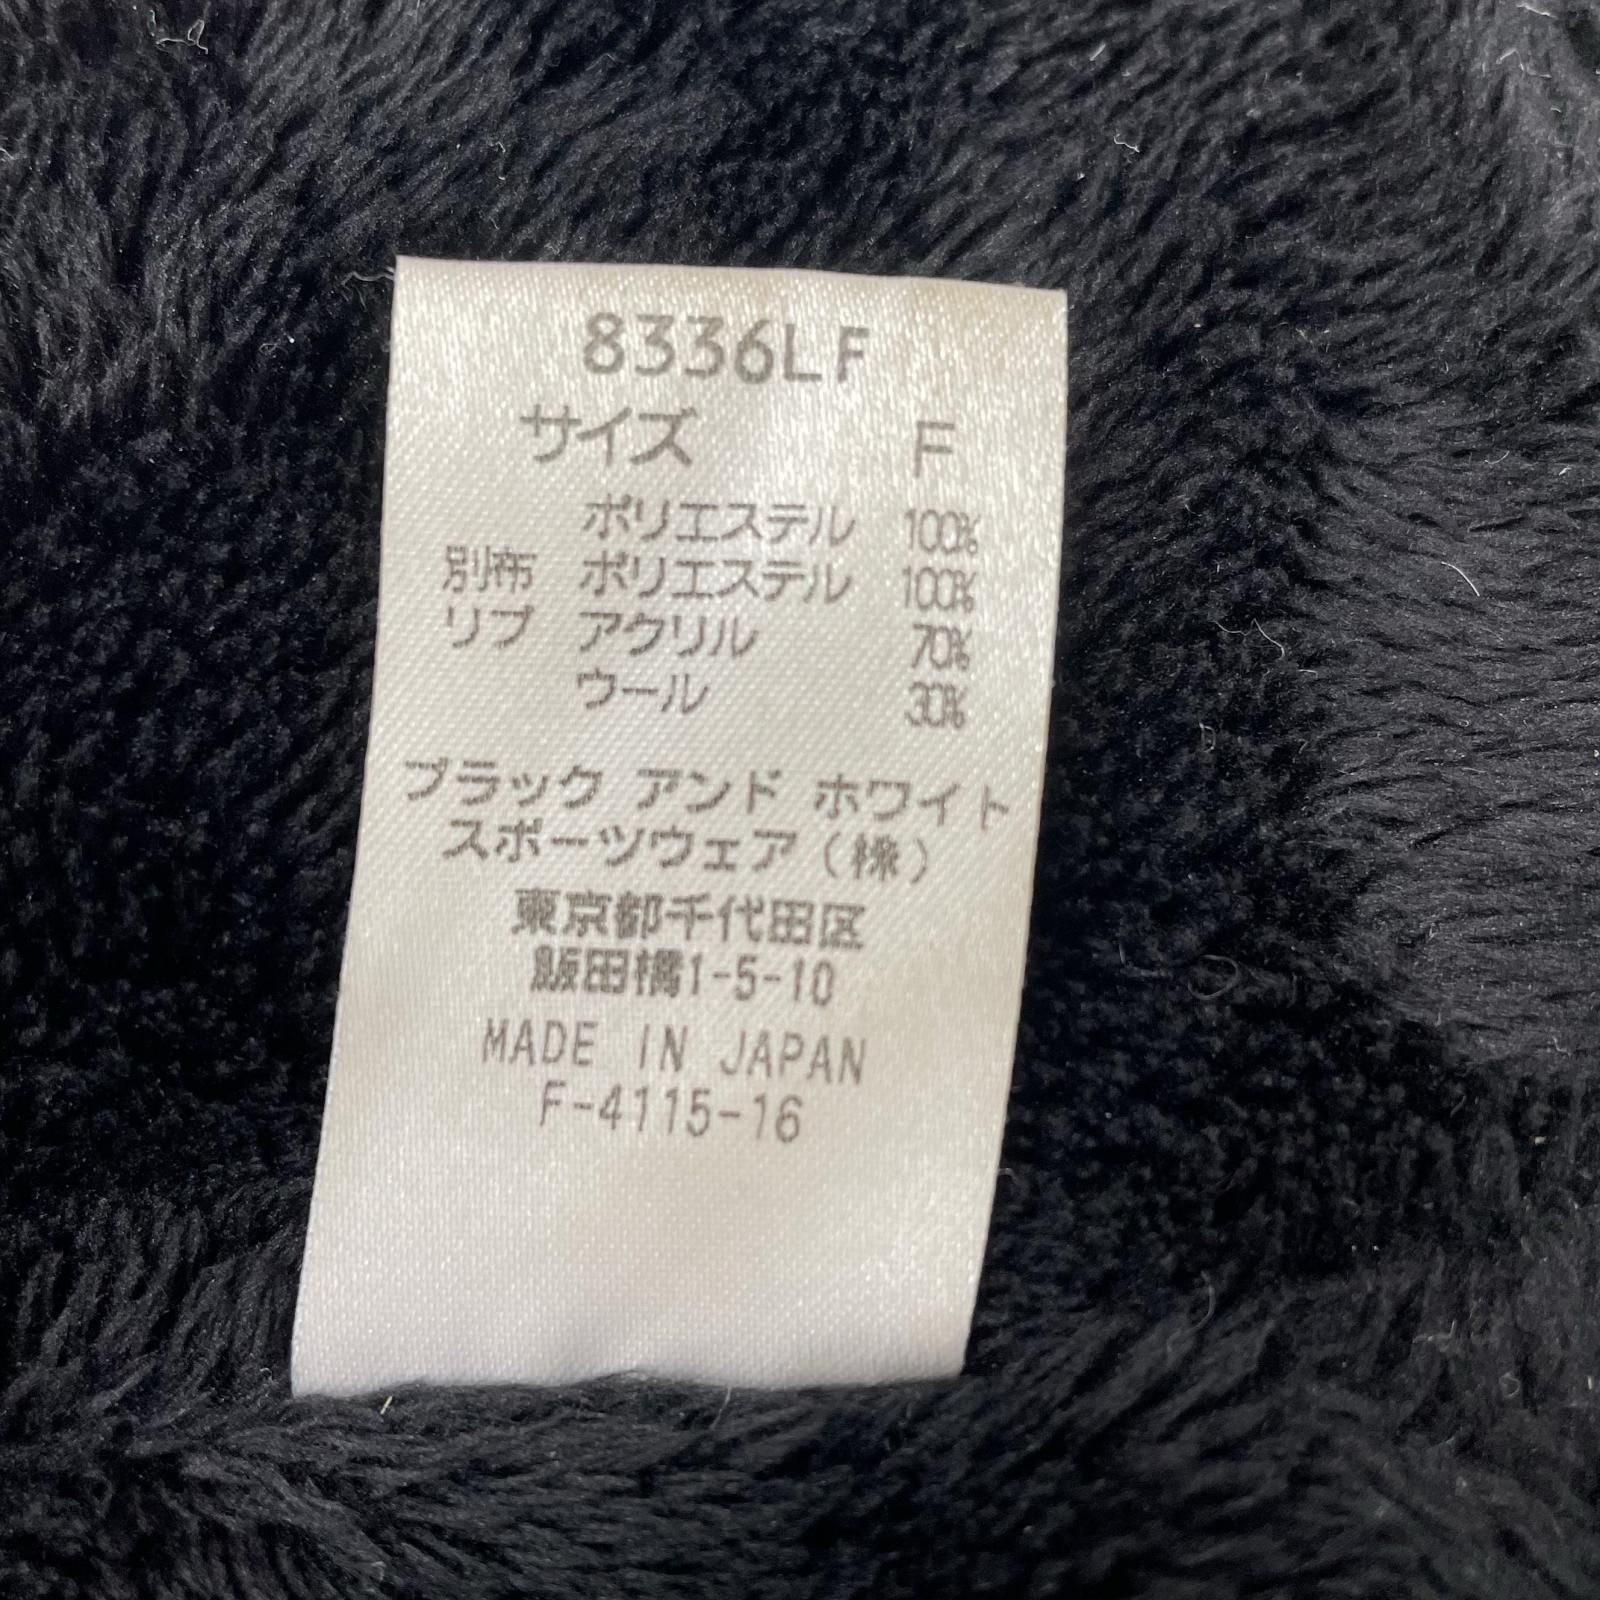 8336LF
サイズ F
ポリエステル 100%
別布 ポリエステル 100%
リブ アクリル 70%
ウール 30%
ブラック アンド ホワイト
スポーツウェア(株)
東京都千代田区
飯田橋1-5-10
MADE IN JAPAN
F-4115-16